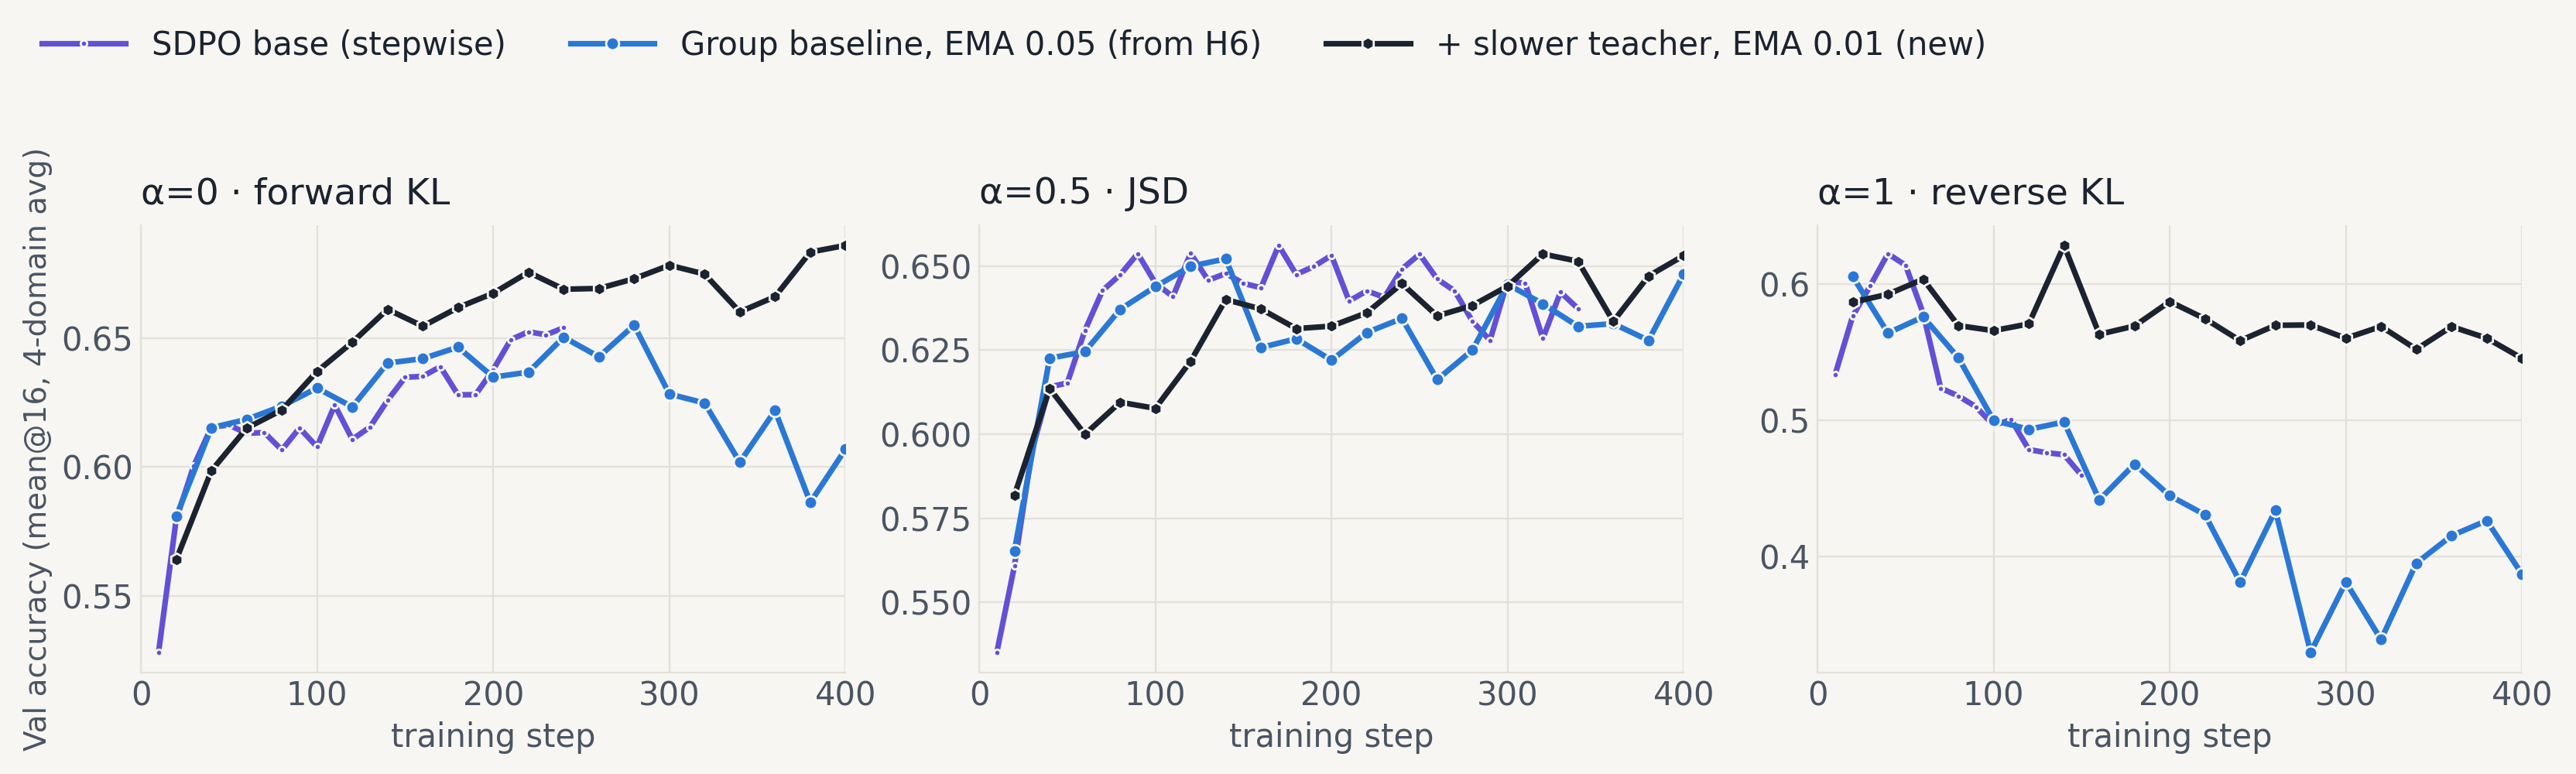 SDPO base (stepwise) Group baseline, EMA 0.05 (from H6) + slower teacher, EMA 0.01 (new)
Val accuracy (mean@16, 4-domain avg)
α=0 · forward KL
0.65
0.60
0.55
0 100 200 300 400
training step
α=0.5 · JSD
0.650
0.625
0.600
0.575
0.550
0 100 200 300 400
training step
α=1 · reverse KL
0.6
0.5
0.4
0 100 200 300 400
training step